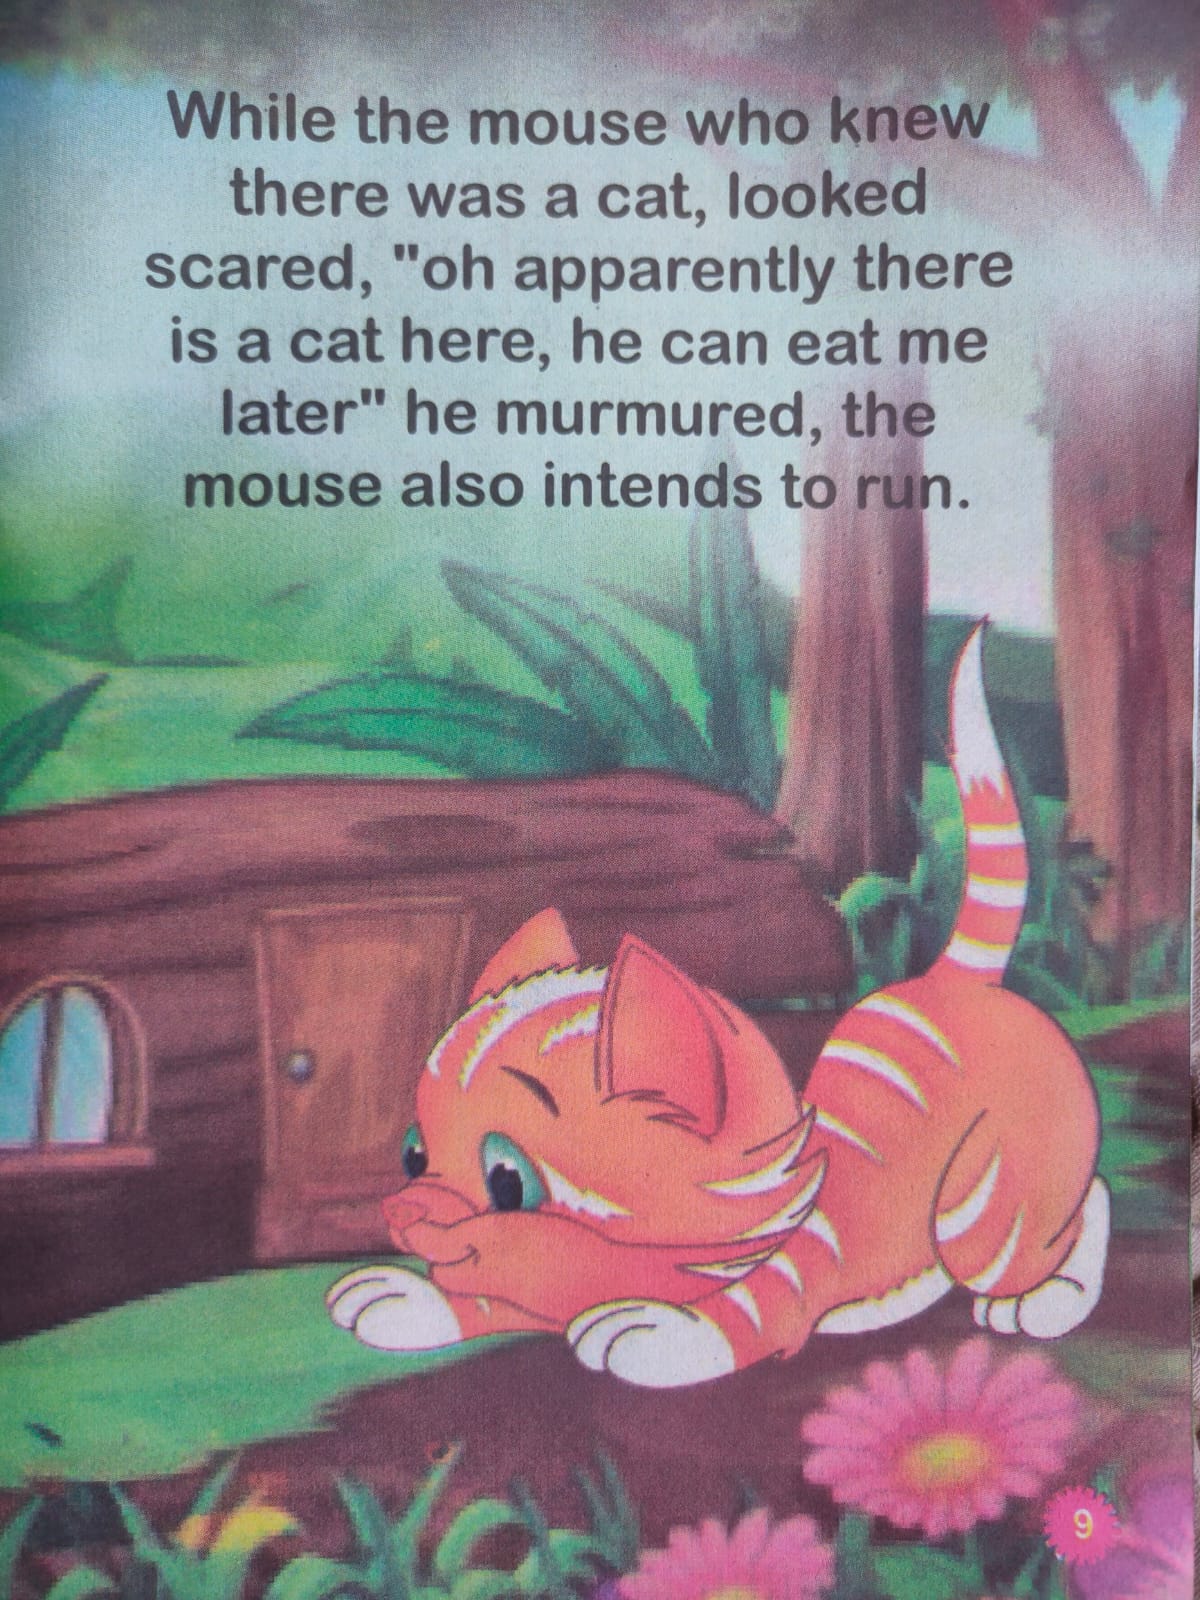 While the mouse who knew
there was a cat, looked
scared, "oh apparently there
is a cat here, he can eat me
later" he murmured, the
mouse also intends to run.
9